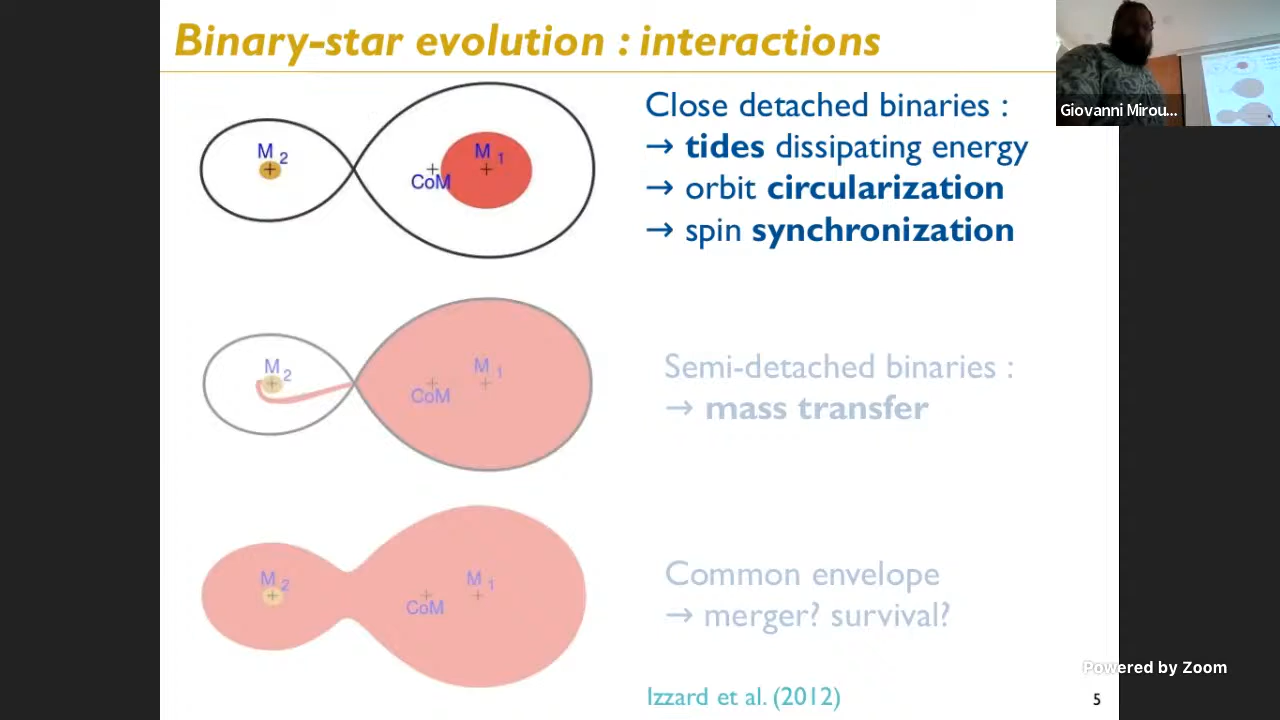 Binary-star evolution : interactions
Giovanni Mirou...
M 2
M 1
CoM
Close detached binaries :
→ tides dissipating energy
→ orbit circularization
→ spin synchronization
M 2
M 1
CoM
Semi-detached binaries :
→ mass transfer
M 2
M 1
CoM
Common envelope
→ merger? survival?
Powered by Zoom
Izzard et al. (2012)
5